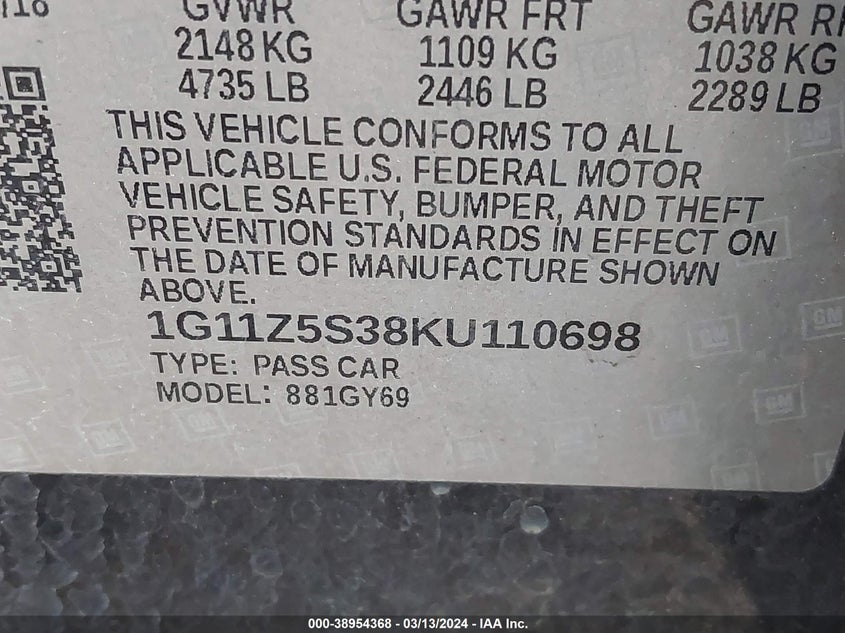 GVWR GAWR FRT GAWR
2148 KG 1109 KG 1038 KG
4735 LB 2446 LB 2289 LB
THIS VEHICLE CONFORMS TO ALL
APPLICABLE U.S. FEDERAL MOTOR
VEHICLE SAFETY, BUMPER, AND THEFT
PREVENTION STANDARDS IN EFFECT ON
THE DATE OF MANUFACTURE SHOWN
ABOVE.
1G11Z5S38KU110698
TYPE: PASS CAR
MODEL: 881GY69
000-38954368 - 03/13/2024 - IAA Inc.